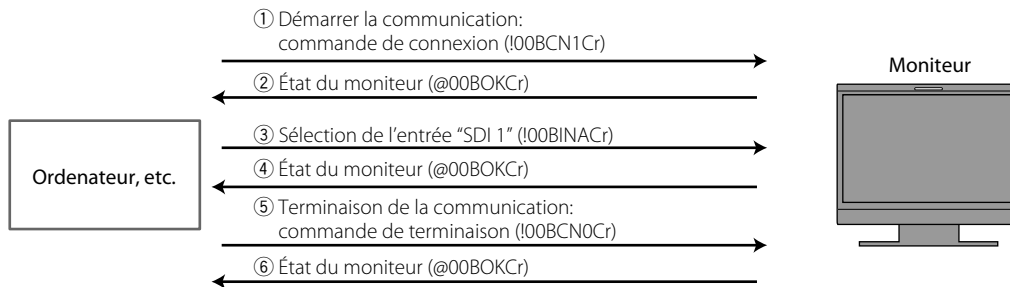 ① Démarrer la communication:
commande de connexion (!00BCN1Cr)
Moniteur
② État du moniteur (@00BOKCr)
③ Sélection de l'entrée “SDI 1” (!00BINACr)
Ordenateur, etc.
④ État du moniteur (@00BOKCr)
⑤ Terminaison de la communication:
commande de terminaison (!00BCN0Cr)
⑥ État du moniteur (@00BOKCr)